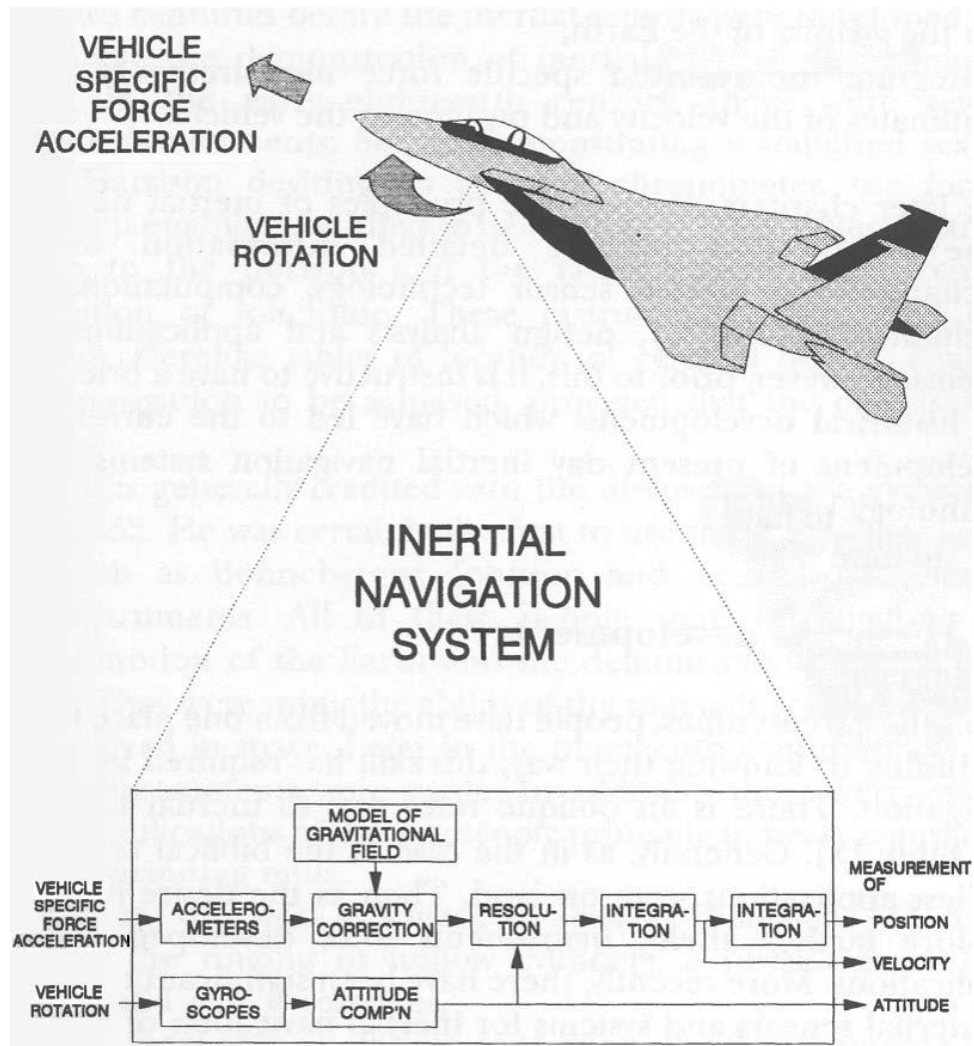 VEHICLE
SPECIFIC
FORCE
ACCELERATION
VEHICLE
ROTATION
INERTIAL
NAVIGATION
SYSTEM
MODEL OF
GRAVITATIONAL
FIELD
MEASUREMENT
OF
VEHICLE
SPECIFIC
FORCE
ACCELERATION
ACCELERO-
METERS
GRAVITY
CORRECTION
RESOLU-
TION
INTEGRA-
TION
INTEGRA-
TION
POSITION
VELOCITY
VEHICLE
ROTATION
GYRO-
SCOPES
ATTITUDE
COMP'N
ATTITUDE